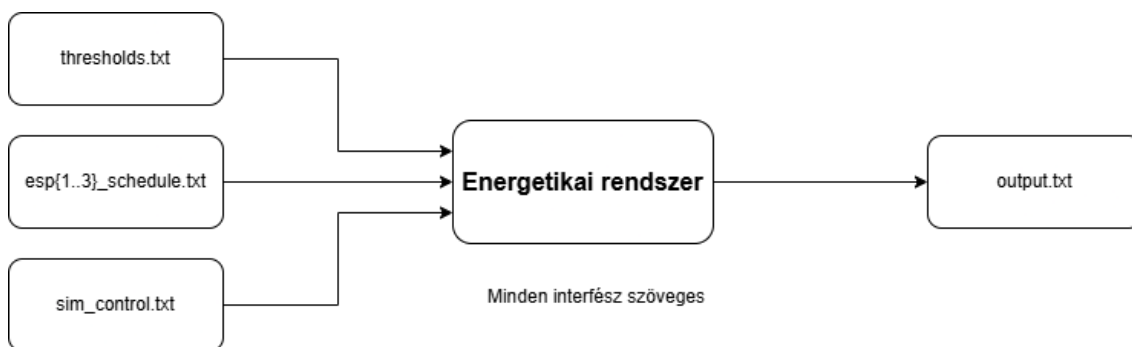 thresholds.txt
esp{1..3}_schedule.txt
Energetikai rendszer
output.txt
sim_control.txt
Minden interfész szöveges